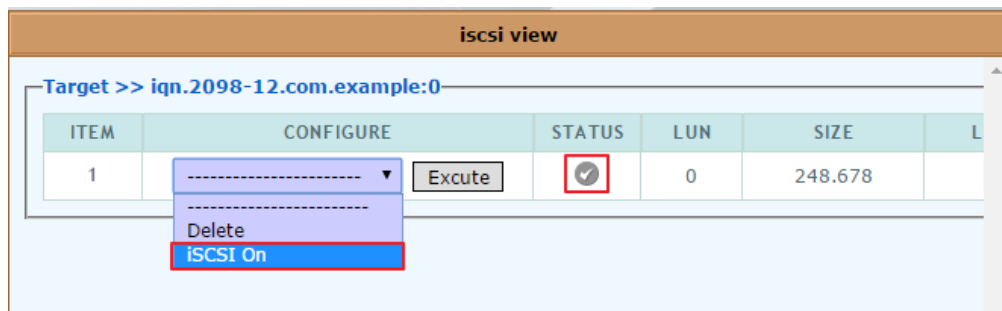 iscsi view
Target >> iqn.2098-12.com.example:0
ITEM CONFIGURE STATUS LUN SIZE L
1 ----------------------- Excute 0 248.678
------------------------
Delete
iSCSI On